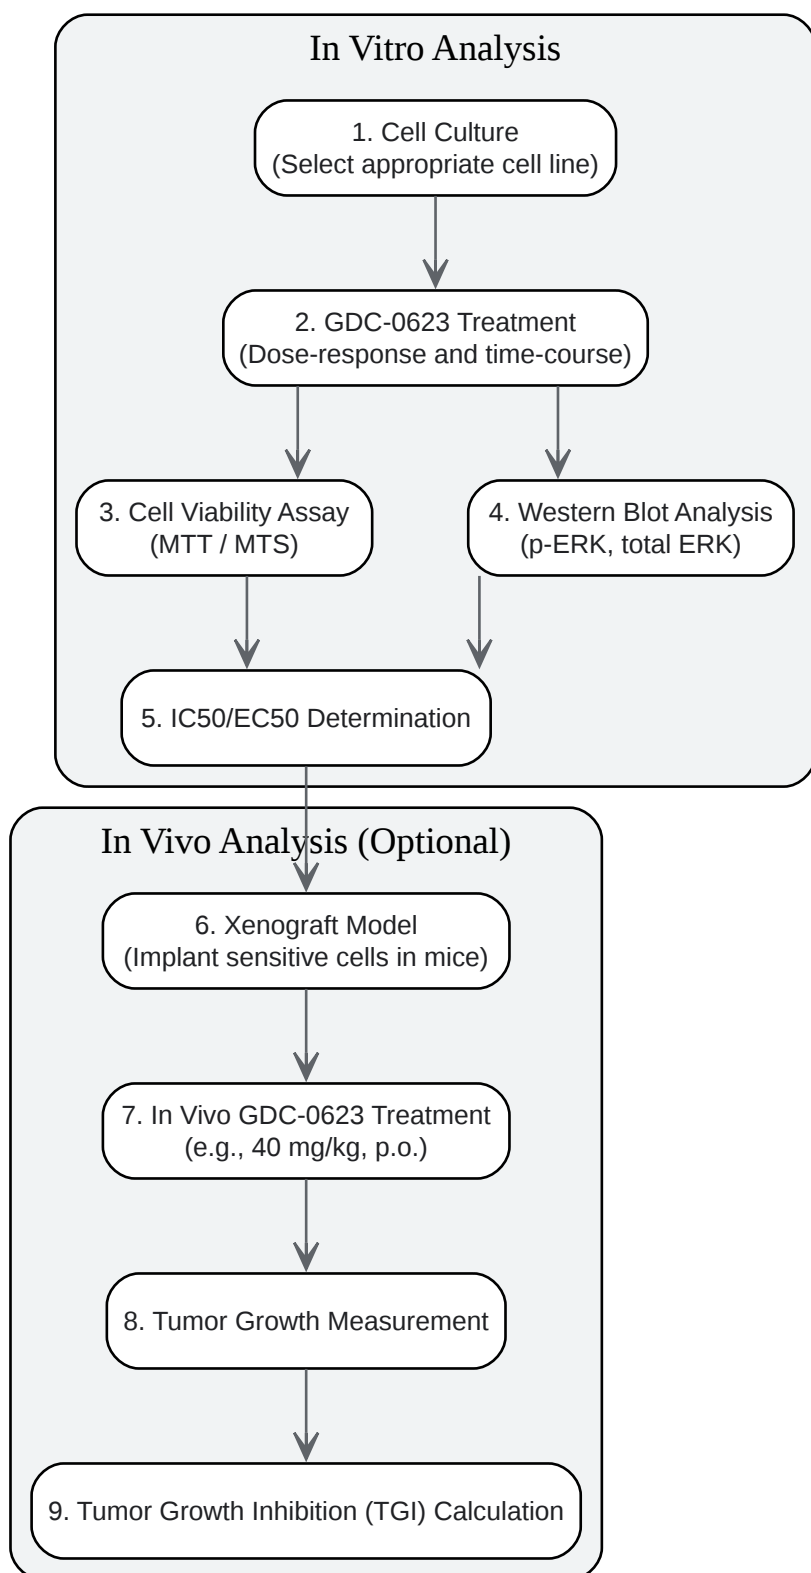 In Vitro Analysis
1. Cell Culture
(Select appropriate cell line)
2. GDC-0623 Treatment
(Dose-response and time-course)
3. Cell Viability Assay
(MTT / MTS)
4. Western Blot Analysis
(p-ERK, total ERK)
5. IC50/EC50 Determination
In Vivo Analysis (Optional)
6. Xenograft Model
(Implant sensitive cells in mice)
7. In Vivo GDC-0623 Treatment
(e.g., 40 mg/kg, p.o.)
8. Tumor Growth Measurement
9. Tumor Growth Inhibition (TGI) Calculation